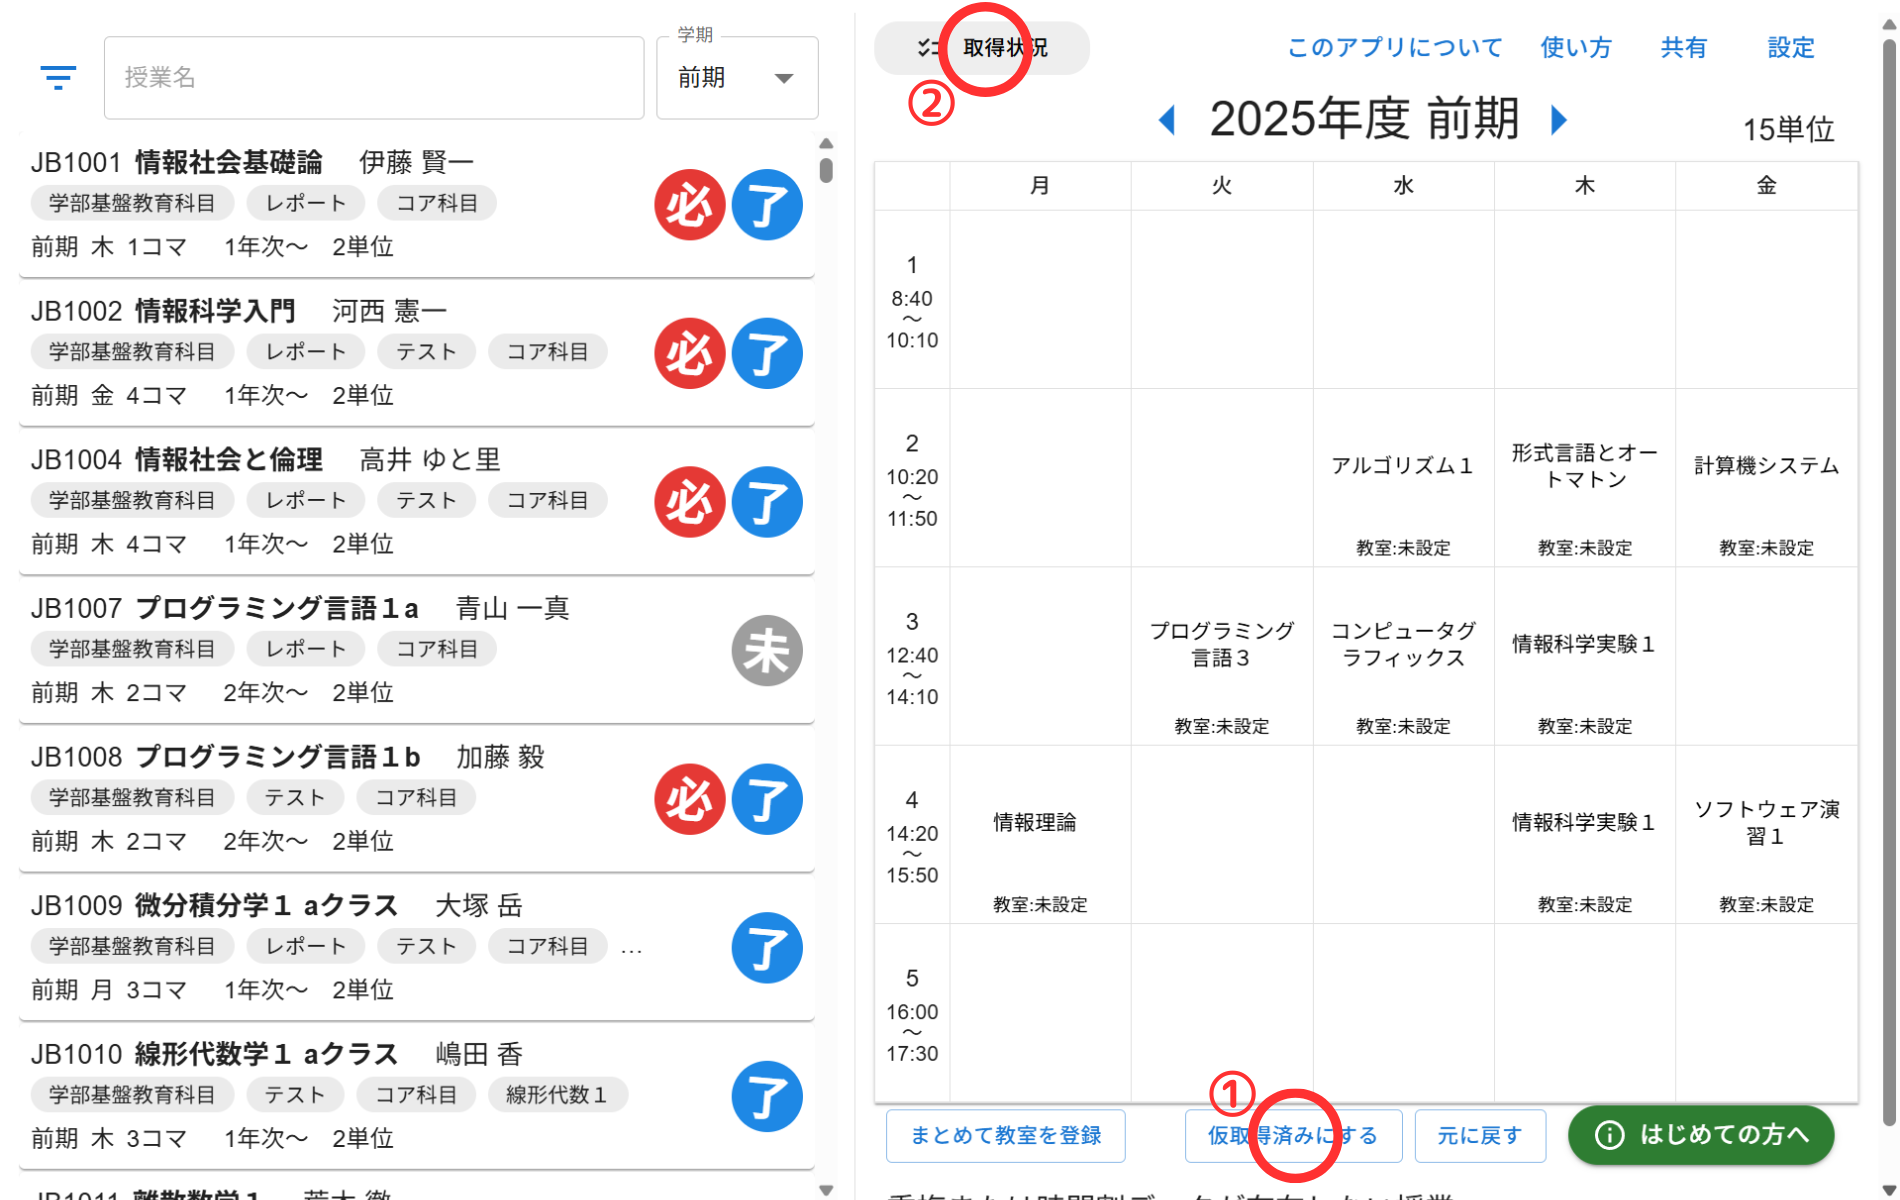 授業名
学期
前期
JB1001 情報社会基礎論 伊藤 賢一
学部基盤教育科目 レポート コア科目
前期 木 1コマ 1年次～ 2単位
必 了
JB1002 情報科学入門 河西 憲一
学部基盤教育科目 レポート テスト コア科目
前期 金 4コマ 1年次～ 2単位
必 了
JB1004 情報社会と倫理 高井 ゆと里
学部基盤教育科目 レポート テスト コア科目
前期 木 4コマ 1年次～ 2単位
必 了
JB1007 プログラミング言語１a 青山 一真
学部基盤教育科目 レポート コア科目
前期 木 2コマ 2年次～ 2単位
未
JB1008 プログラミング言語１b 加藤 毅
学部基盤教育科目 テスト コア科目
前期 木 2コマ 2年次～ 2単位
必 了
JB1009 微分積分学１ aクラス 大塚 岳
学部基盤教育科目 レポート テスト コア科目 …
前期 月 3コマ 1年次～ 2単位
了
JB1010 線形代数学１ aクラス 嶋田 香
学部基盤教育科目 テスト コア科目 線形代数１
前期 木 3コマ 1年次～ 2単位
了
JB1011 離散数学１ 荒木 徹
取得状況
②
このアプリについて 使い方 共有 設定
2025年度 前期
15単位
月 火 水 木 金
1
8:40
～
10:10
2
10:20
～
11:50
アルゴリズム１
教室:未設定
形式言語とオー
トマトン
教室:未設定
計算機システム
教室:未設定
3
12:40
～
14:10
プログラミング
言語３
教室:未設定
コンピュータグ
ラフィックス
教室:未設定
情報科学実験１
教室:未設定
4
14:20
～
15:50
情報理論
教室:未設定
情報科学実験１
教室:未設定
ソフトウェア演
習１
教室:未設定
5
16:00
～
17:30
①
まとめて教室を登録 仮取得済みにする 元に戻す はじめての方へ